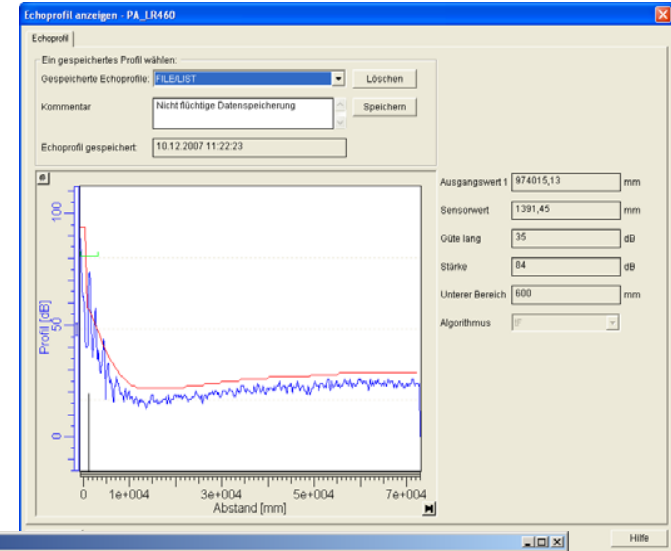 Echoprofil anzeigen - PA_LR460
Echoprofil
Ein gespeichertes Profil wählen:
Gespeicherte Echoprofile: FILE/LIST Löschen
Kommentar Nicht flüchtige Datenspeicherung Speichern
Echoprofil gespeichert: 10.12.2007 11:22:23
Ausgangswert 1 974015,13 mm
Sensorwert 1391,45 mm
Güte lang 35 dB
Stärke 84 dB
Unterer Bereich 600 mm
Algorithmus tF
Profil [dB]
100
50
0
0 1e+004 3e+004 5e+004 7e+004
Abstand [mm]
Hilfe